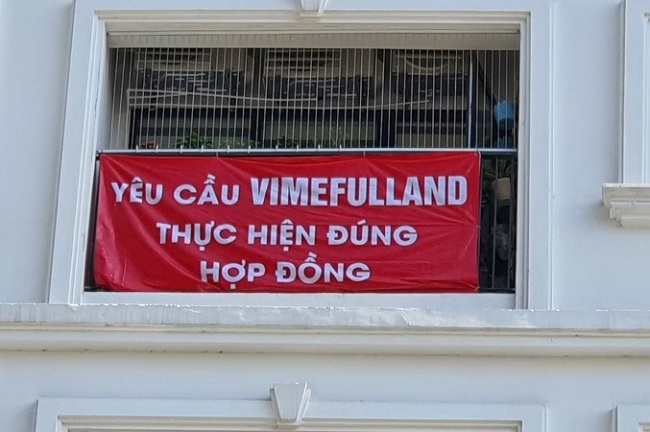 YÊU CẦU VIMEFULLAND
THỰC HIỆN ĐÚNG
HỢP ĐỒNG